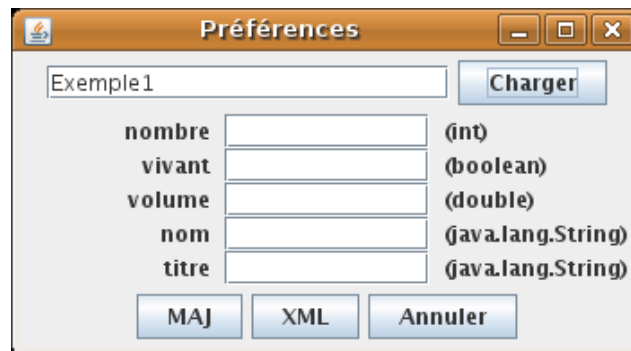 Préférences
Exemple1 Charger
nombre (int)
vivant (boolean)
volume (double)
nom (java.lang.String)
titre (java.lang.String)
MAJ XML Annuler